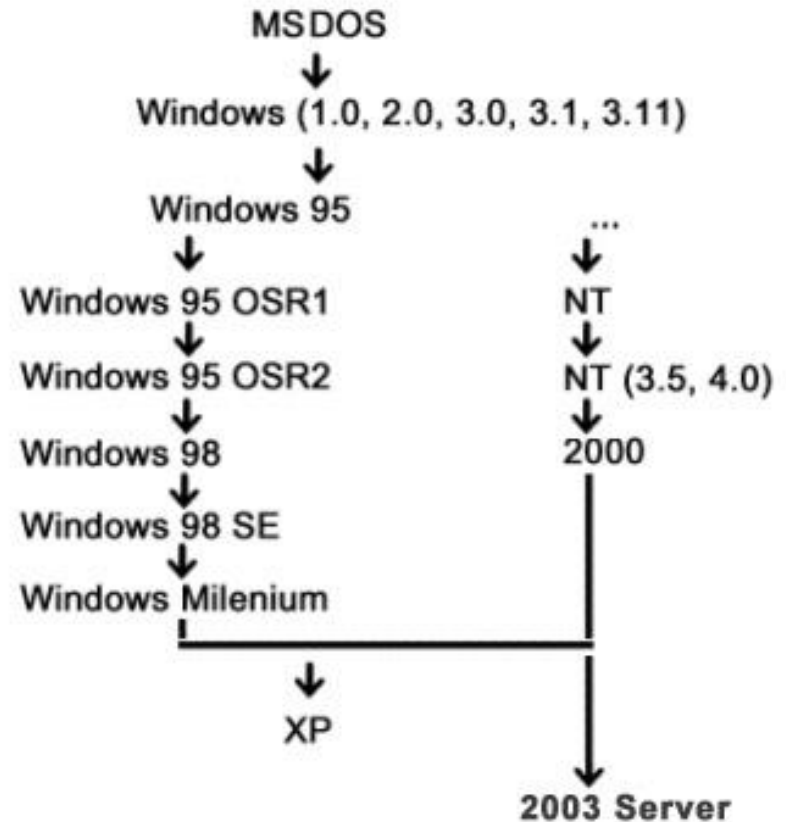 MSDOS
Windows (1.0, 2.0, 3.0, 3.1, 3.11)
Windows 95
...
Windows 95 OSR1
NT
Windows 95 OSR2
NT (3.5, 4.0)
Windows 98
2000
Windows 98 SE
Windows Milenium
XP
2003 Server